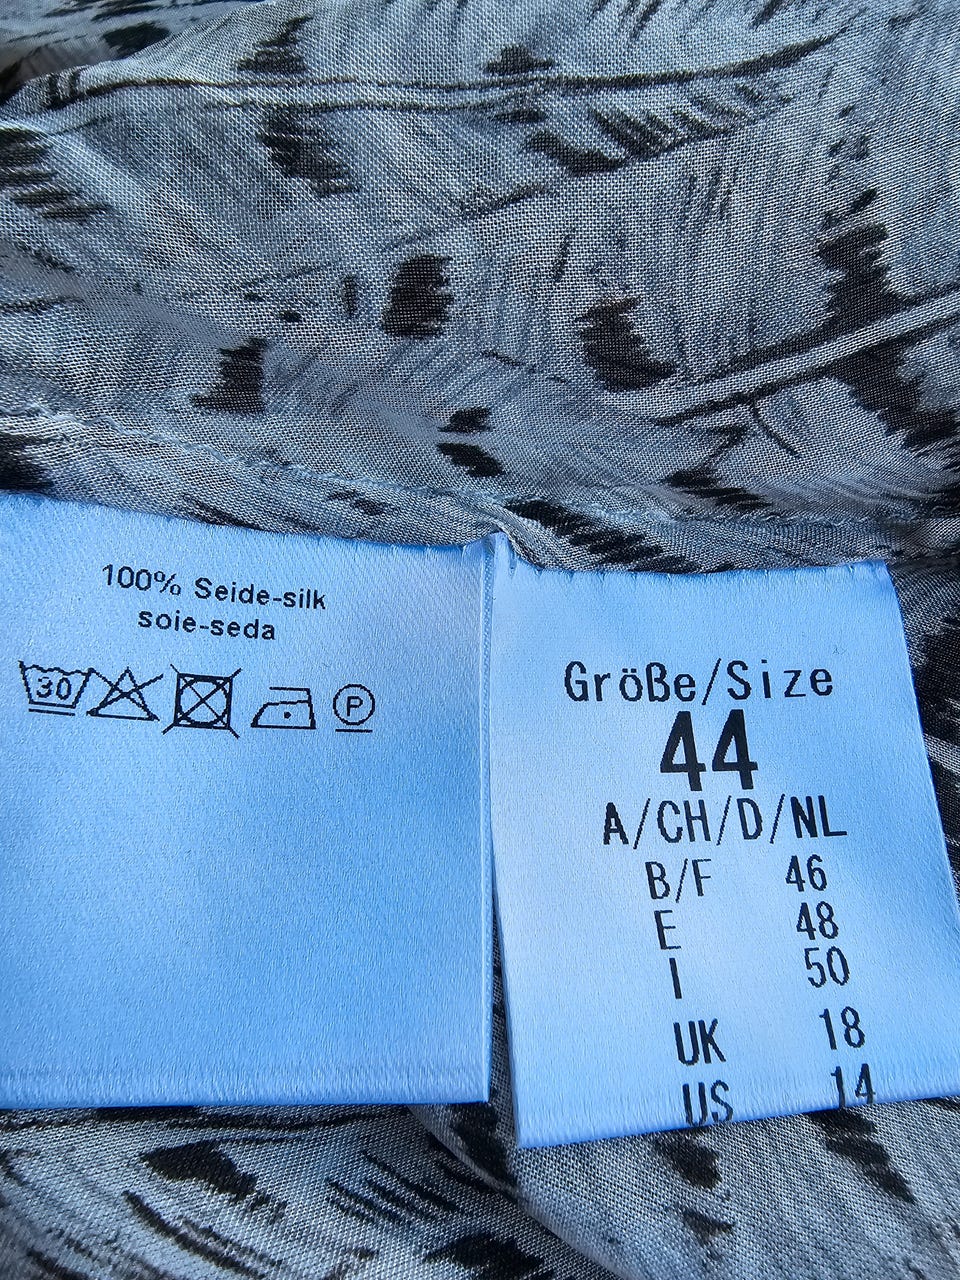 100% Seide-silk
soie-seda
30
P
Größe/Size
44
A/CH/D/NL
B/F 46
E 48
I 50
UK 18
US 14